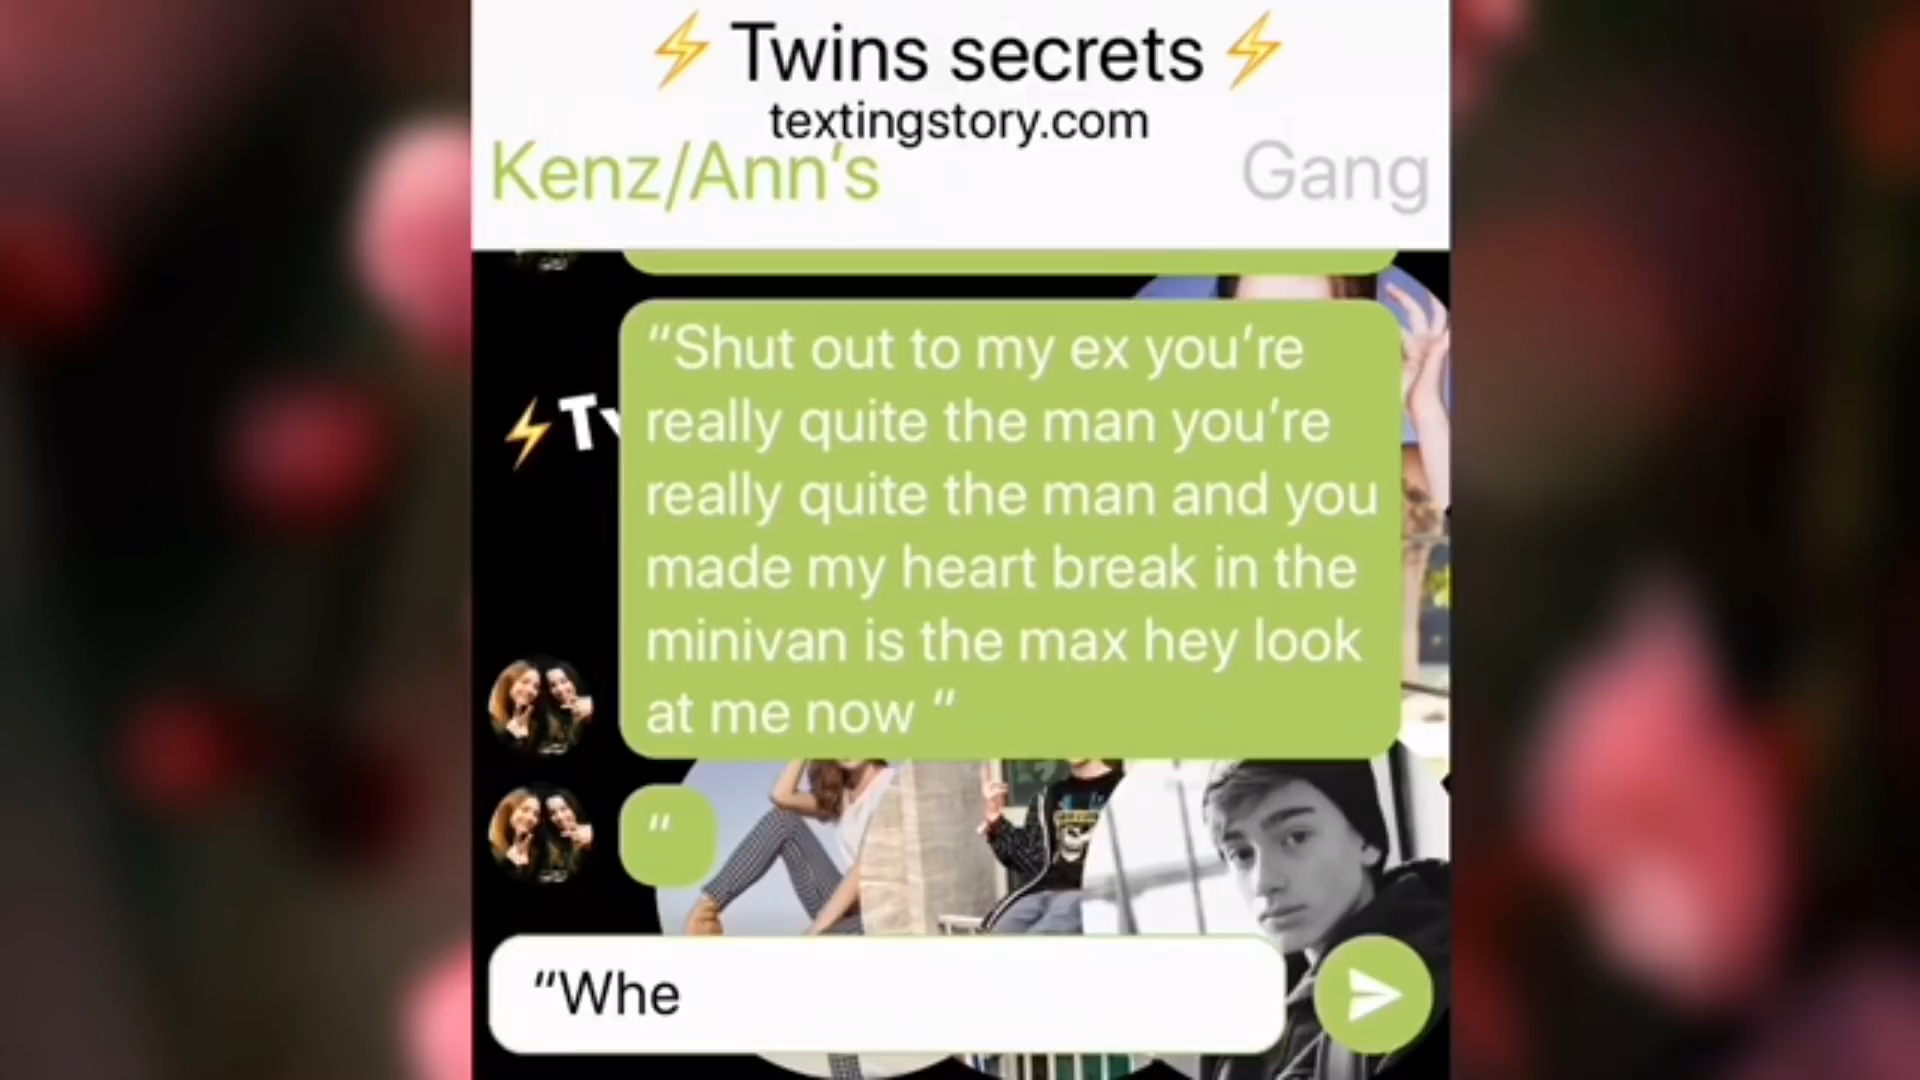 ⚡Twins secrets⚡
textingstory.com
Kenz/Ann's
Gang
“Shut out to my ex you’re
really quite the man you’re
really quite the man and you
made my heart break in the
minivan is the max hey look
at me now “
“
“Whe